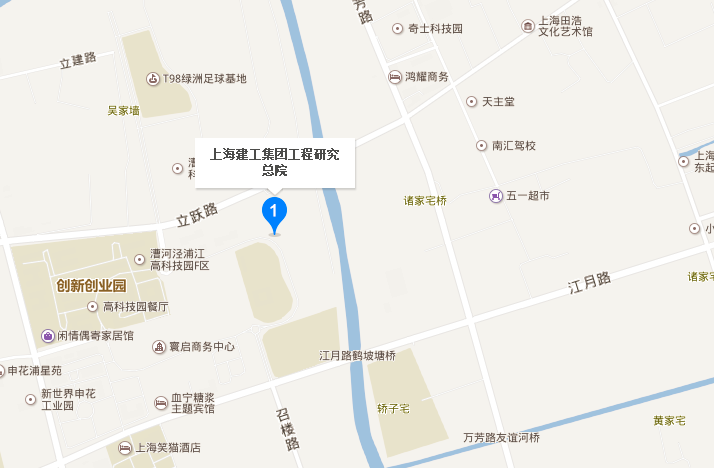 芳路
奇士科技园
上海田浩
文化艺术馆
立建路
T98绿洲足球基地
鸿耀商务
吴家墙
天主堂
上海建工集团工程研究
总院
南汇驾校
漕
科
上海
东起
五一超市
诸家宅桥
1
立跃路
小
漕河泾浦江
高科技园F区
江月路
诸家宅
创新创业园
高科技园餐厅
闲情偶寄家居馆
寰启商务中心
江月路鹤坡塘桥
申花浦星苑
新世界申花
工业园
血宁糖浆
主题宾馆
轿子宅
召楼路
黄家宅
万芳路友谊河桥
上海笑猫酒店